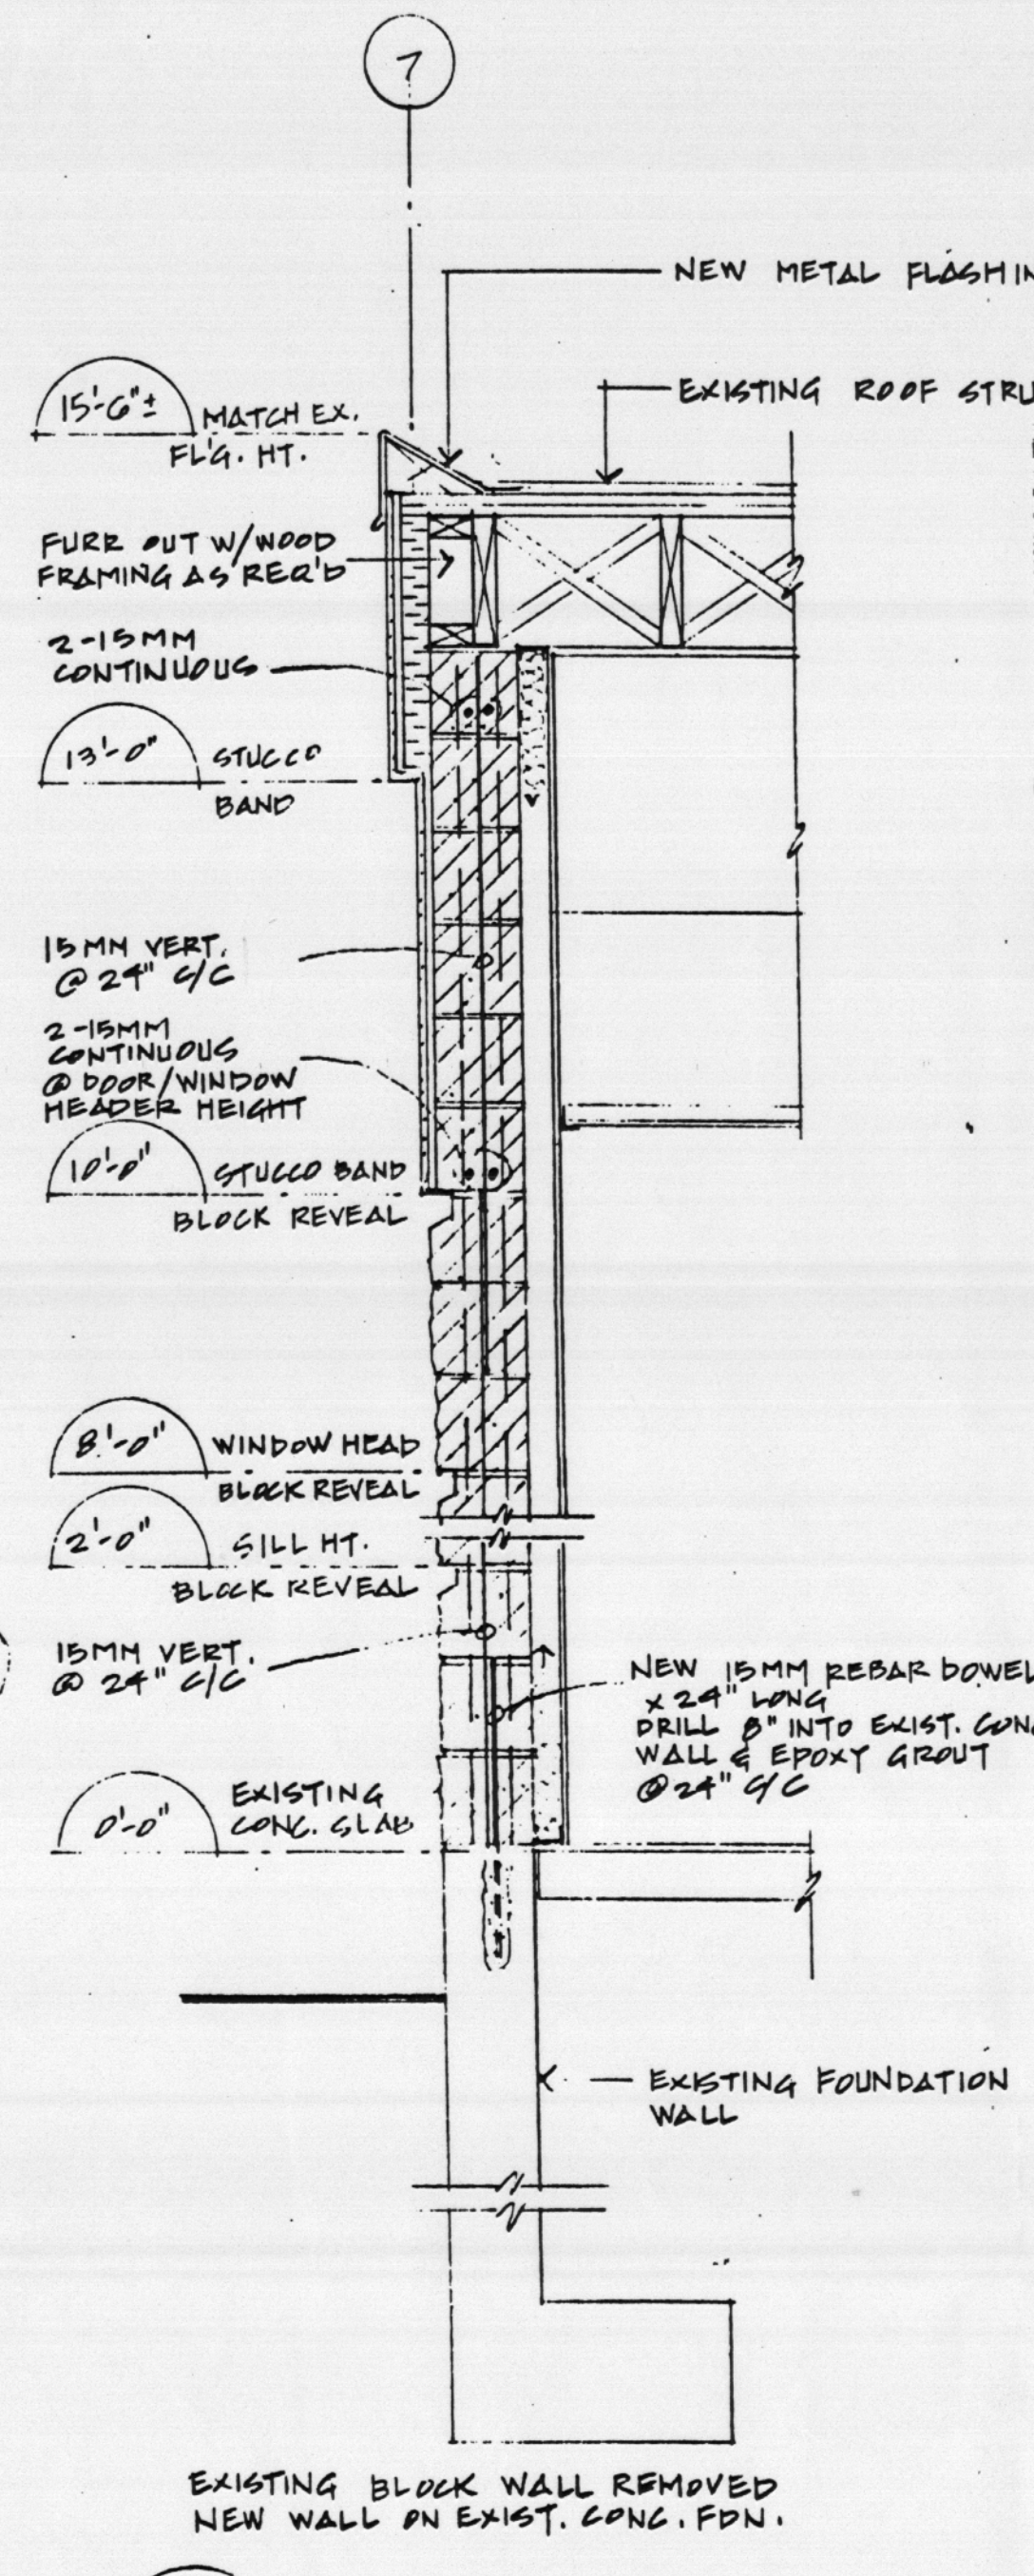 7
NEW METAL FLASHIN
EXISTING ROOF STRU
15'-6"± MATCH EX.
FL'G. HT.
FURR OUT W/WOOD
FRAMING AS REQ'D
2-15MM
CONTINUOUS
13'-0" STUCCO
BAND
15MM VERT.
@ 24" C/C
2-15MM
CONTINUOUS
@ DOOR/WINDOW
HEADER HEIGHT
10'-0" STUCCO BAND
BLOCK REVEAL
8'-0" WINDOW HEAD
BLOCK REVEAL
2'-0" SILL HT.
BLOCK REVEAL
15MM VERT.
@ 24" C/C
NEW 15MM REBAR DOWEL
x 24" LONG
DRILL 8" INTO EXIST. CONC
WALL & EPOXY GROUT
@ 24" C/C
0'-0" EXISTING
CONC. SLAB
EXISTING FOUNDATION
WALL
EXISTING BLOCK WALL REMOVED
NEW WALL ON EXIST. CONC. FDN.